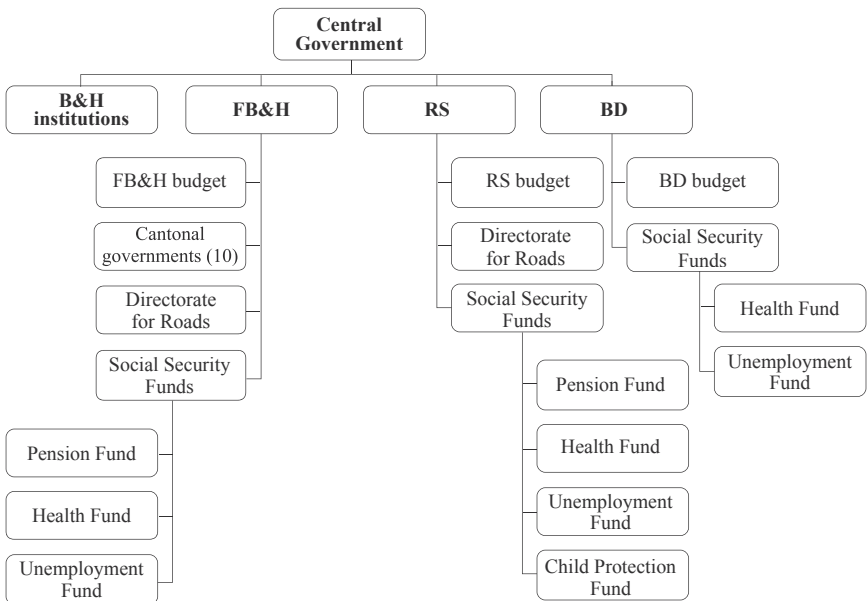 Central
Government
B&H
institutions
FB&H
RS
BD
FB&H budget
Cantonal
governments (10)
Directorate
for Roads
Social Security
Funds
Pension Fund
Health Fund
Unemployment
Fund
RS budget
Directorate
for Roads
Social Security
Funds
Pension Fund
Health Fund
Unemployment
Fund
Child Protection
Fund
BD budget
Social Security
Funds
Health Fund
Unemployment
Fund